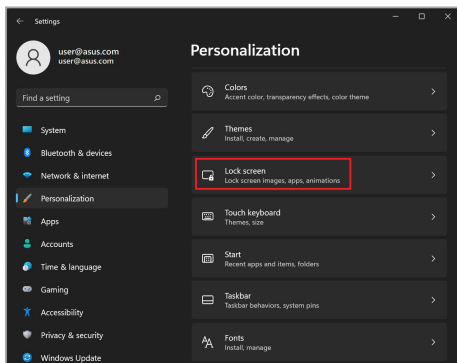 Settings
user@asus.com
user@asus.com
Find a setting
System
Bluetooth & devices
Network & internet
Personalization
Apps
Accounts
Time & language
Gaming
Accessibility
Privacy & security
Windows Update
Personalization
Colors
Accent color, transparency effects, color theme
Themes
Install, create, manage
Lock screen
Lock screen images, apps, animations
Touch keyboard
Themes, size
Start
Recent apps and items, folders
Taskbar
Taskbar behaviors, system pins
Fonts
Install, manage